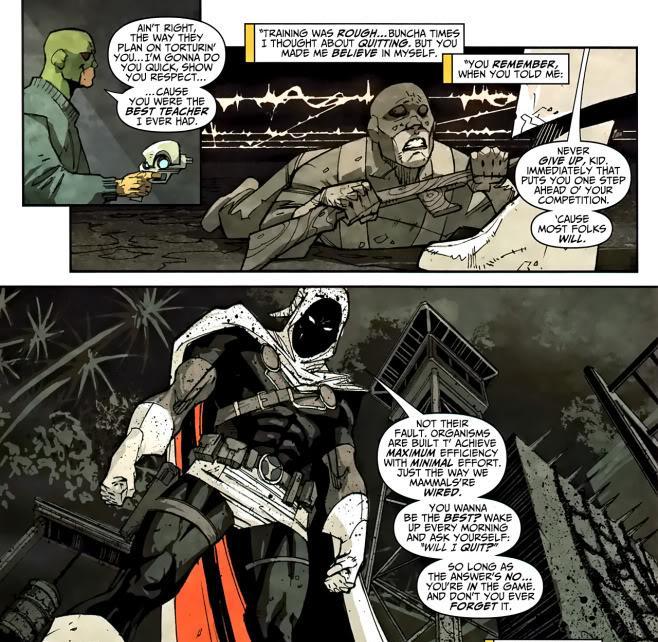 AIN'T RIGHT,
THE WAY THEY
PLAN ON TORTURIN'
YOU...I'M GONNA DO
YOU QUICK, SHOW
YOU RESPECT...
...CAUSE
YOU WERE THE
BEST TEACHER
I EVER HAD.
"TRAINING WAS ROUGH...BUNCHA TIMES
I THOUGHT ABOUT QUITTING. BUT YOU
MADE ME BELIEVE IN MYSELF.
"YOU REMEMBER,
WHEN YOU TOLD ME:
NEVER
GIVE UP, KID.
IMMEDIATELY THAT
PUTS YOU ONE STEP
AHEAD O' YOUR
COMPETITION.
'CAUSE
MOST FOLKS
WILL.
NOT THEIR
FAULT. ORGANISMS
ARE BUILT T' ACHIEVE
MAXIMUM EFFICIENCY
WITH MINIMAL EFFORT.
JUST THE WAY WE
MAMMALS'RE
WIRED.
YOU WANNA
BE THE BEST? WAKE
UP EVERY MORNING
AND ASK YOURSELF:
"WILL I QUIT?"
SO LONG AS
THE ANSWER'S NO...
YOU'RE IN THE GAME.
AND DON'T YOU EVER
FORGET IT.